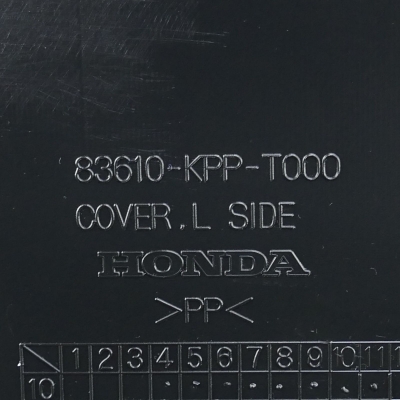 83610-KPP-T000
COVER.L SIDE
HONDA
>PP<
1 2 3 4 5 6 7 8 9 10 11
10